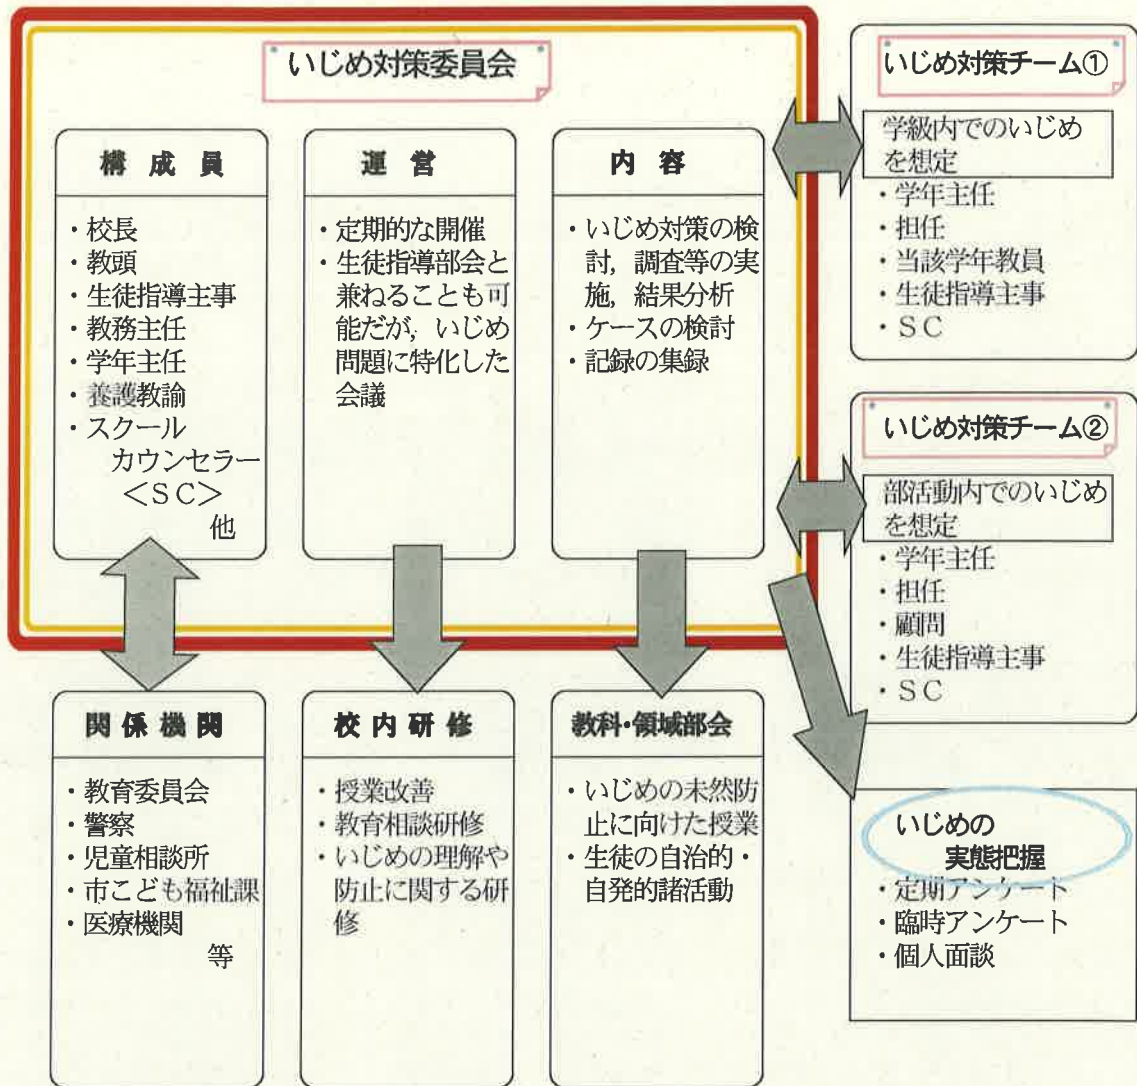 いじめ対策委員会
構成員
・校長
・教頭
・生徒指導主事
・教務主任
・学年主任
・養護教諭
・スクール
カウンセラー
＜ＳＣ＞
他
運営
・定期的な開催
・生徒指導部会と
兼ねることも可
能だが，いじめ
問題に特化した
会議
内容
・いじめ対策の検
討，調査等の実
施，結果分析
・ケースの検討
・記録の集録
いじめ対策チーム①
学級内でのいじめ
を想定
・学年主任
・担任
・当該学年教員
・生徒指導主事
・ＳＣ
いじめ対策チーム②
部活動内でのいじめ
を想定
・学年主任
・担任
・顧問
・生徒指導主事
・ＳＣ
関係機関
・教育委員会
・警察
・児童相談所
・市こども福祉課
・医療機関
等
校内研修
・授業改善
・教育相談研修
・いじめの理解や
防止に関する研
修
教科・領域部会
・いじめの未然防
止に向けた授業
・生徒の自治的・
自発的諸活動
いじめの
実態把握
・定期アンケート
・臨時アンケート
・個人面談